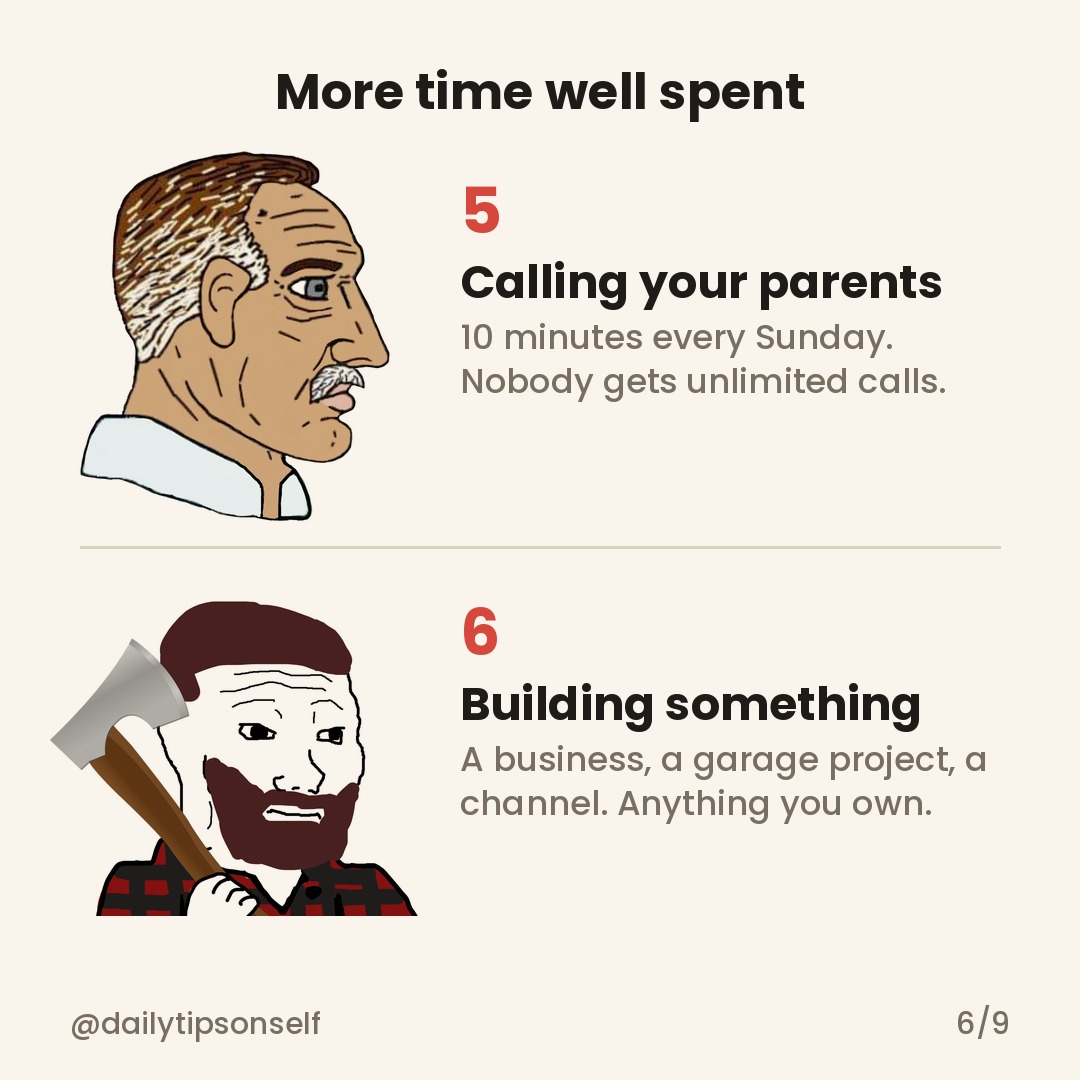 More time well spent
5
Calling your parents
10 minutes every Sunday.
Nobody gets unlimited calls.
6
Building something
A business, a garage project, a
channel. Anything you own.
@dailytipsonself
6/9